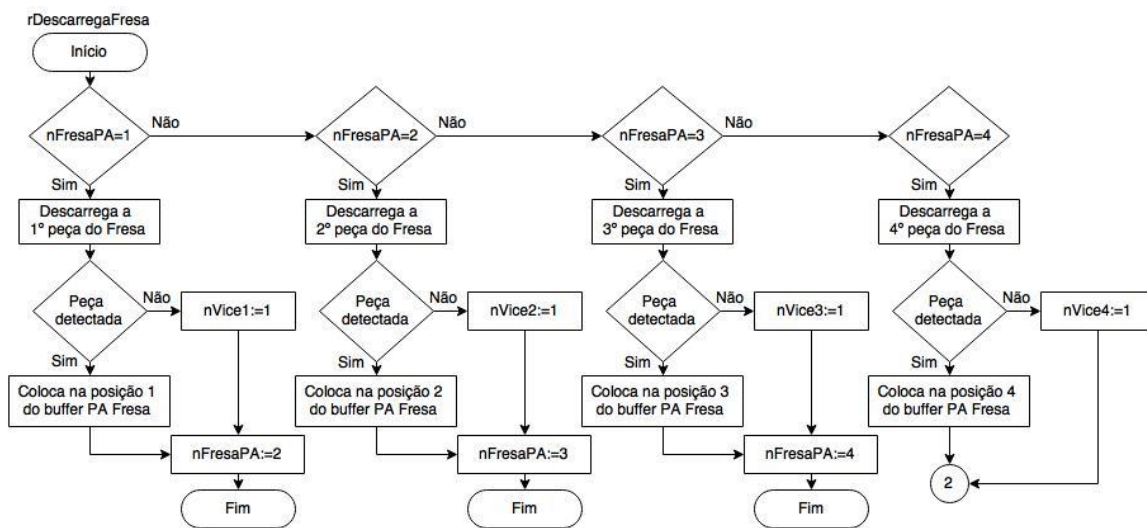 rDescarregaFresa
Início
nFresaPA=1
Não
nFresaPA=2
Não
nFresaPA=3
Não
nFresaPA=4
Sim
Sim
Sim
Sim
Descarrega a
1º peça do Fresa
Descarrega a
2º peça do Fresa
Descarrega a
3º peça do Fresa
Descarrega a
4º peça do Fresa
Peça
detectada
Não
nVice1:=1
Peça
detectada
Não
nVice2:=1
Peça
detectada
Não
nVice3:=1
Peça
detectada
Não
nVice4:=1
Sim
Sim
Sim
Sim
Coloca na posição 1
do buffer PA Fresa
Coloca na posição 2
do buffer PA Fresa
Coloca na posição 3
do buffer PA Fresa
Coloca na posição 4
do buffer PA Fresa
nFresaPA:=2
nFresaPA:=3
nFresaPA:=4
2
Fim
Fim
Fim